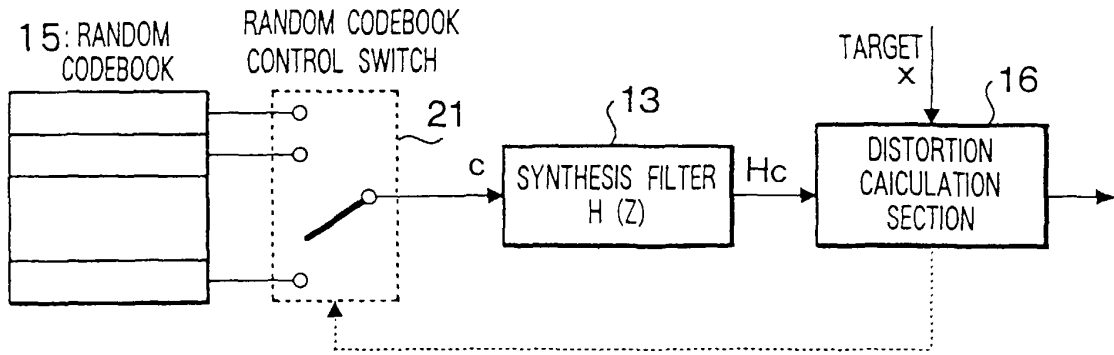 15: RANDOM
CODEBOOK
RANDOM CODEBOOK
CONTROL SWITCH
21
c
13
SYNTHESIS FILTER
H (Z)
Hc
TARGET
x
16
DISTORTION
CAICULATION
SECTION